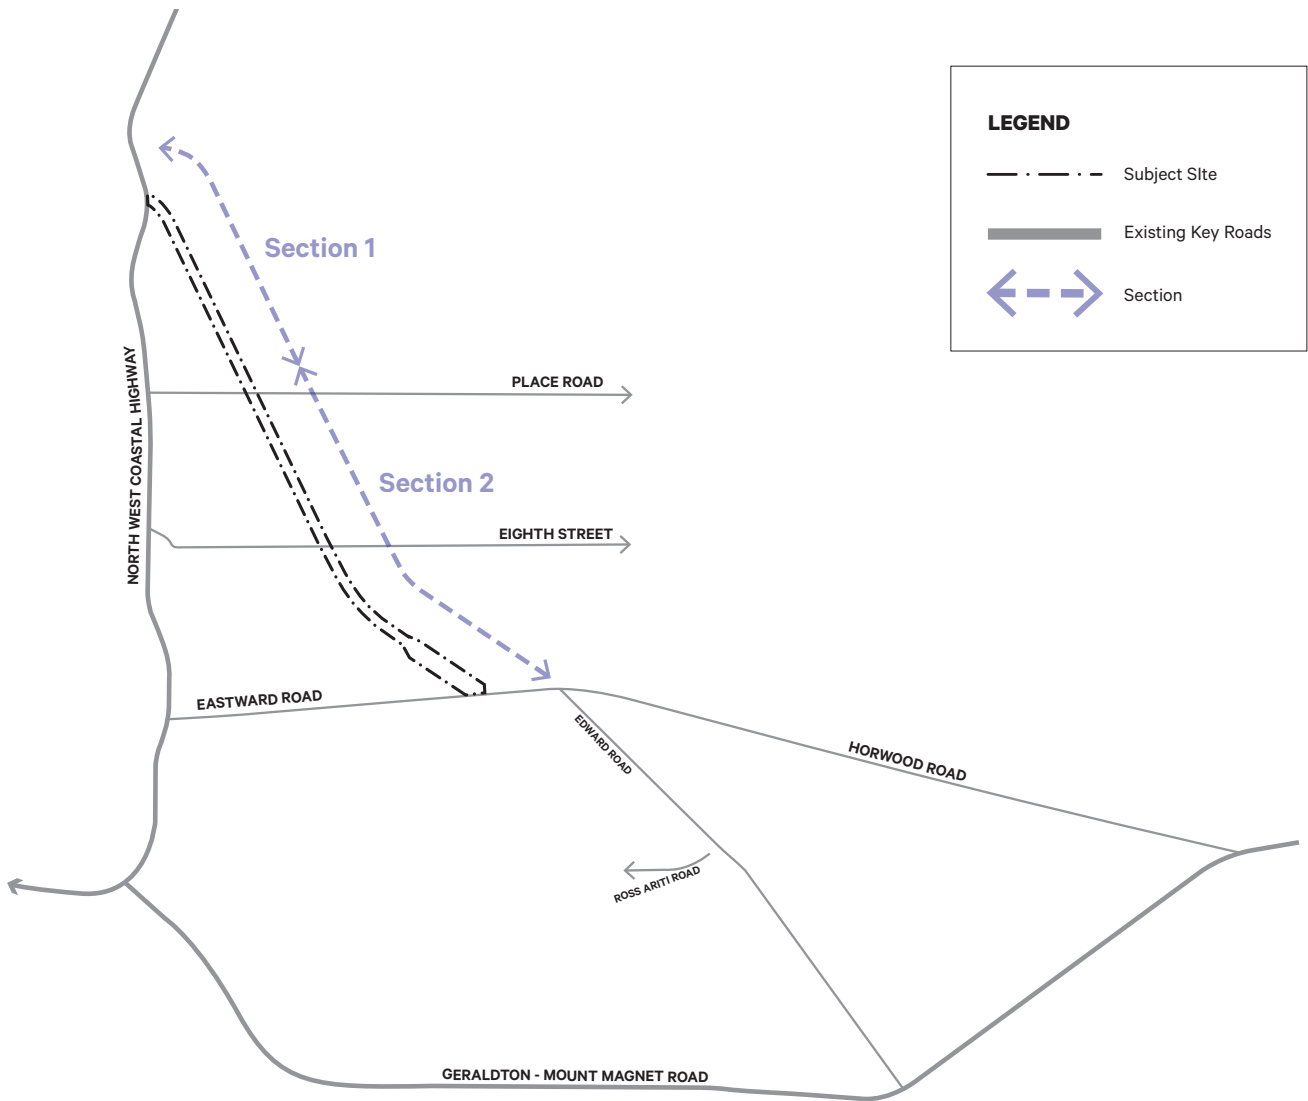 LEGEND
Subject SIte
Existing Key Roads
Section
Section 1
PLACE ROAD
NORTH WEST COASTAL HIGHWAY
Section 2
EIGHTH STREET
EASTWARD ROAD
EDWARD ROAD
HORWOOD ROAD
ROSS ARITI ROAD
GERALDTON - MOUNT MAGNET ROAD